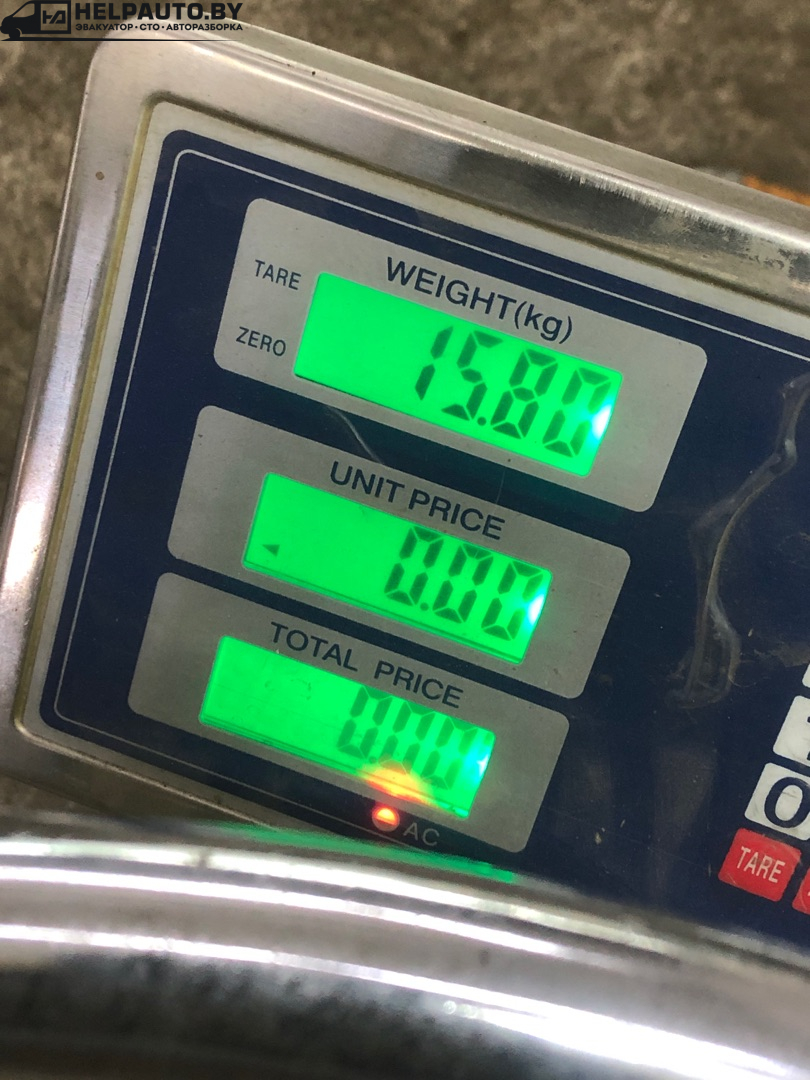 HELPAUTO.BY
ЭВАКУАТОР • СТО • АВТОРАЗБОРКА
WEIGHT(kg)
TARE
ZERO
15.80
UNIT PRICE
0.00
TOTAL PRICE
0.00
AC
0
TARE